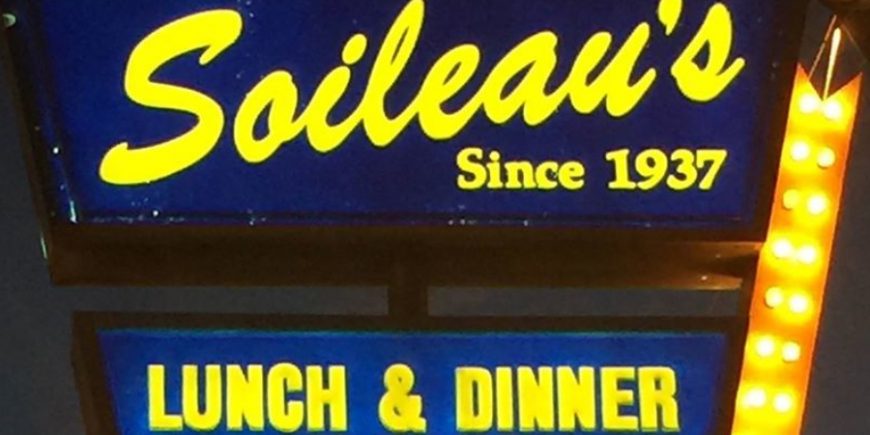 Soileau's
Since 1937
LUNCH & DINNER